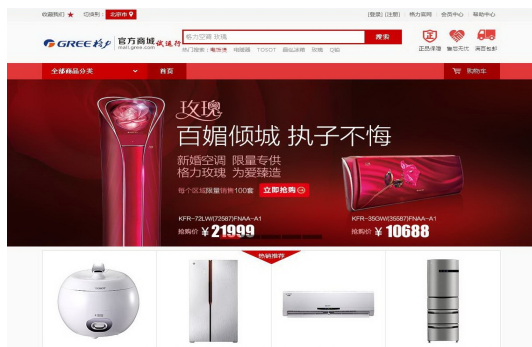 收藏我们 ★ 切换到： 北京市
[登录] [注册] 格力官网 会员中心 帮助中心
GREE 格力 官方商城 试运行
mall.gree.com
格力空调 玫瑰
搜索
热门搜索： 电饭煲 电暖器 TOSOT 晶弘冰箱 玫瑰 Q铂
正品保障 售后无忧 满百包邮
全部商品分类 首页 购物车
玫瑰
百媚倾城 执子不悔
新婚空调 限量专供
格力玫瑰 为爱臻造
每个区域限量销售100套 立即抢购
KFR-72LW/(72587)FNAA-A1
抢购价 ¥21999
KFR-35GW/(35587)FNAA-A1
抢购价 ¥10688
热销推荐